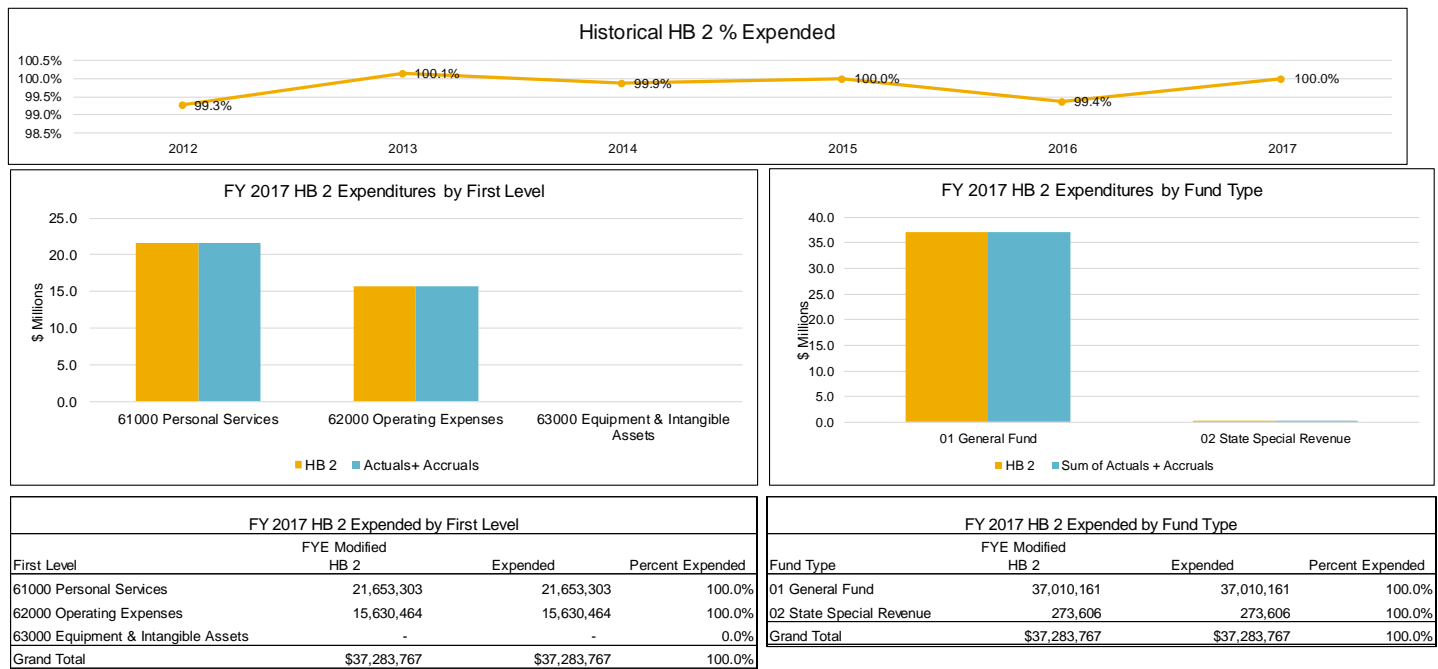 Historical HB 2 % Expended
100.5%
100.0%
99.5%
99.0%
98.5%
99.3%
100.1%
99.9%
100.0%
99.4%
100.0%
2012 2013 2014 2015 2016 2017
FY 2017 HB 2 Expenditures by First Level
$ Millions
25.0
20.0
15.0
10.0
5.0
0.0
61000 Personal Services 62000 Operating Expenses 63000 Equipment & Intangible
Assets
HB 2 Actuals+ Accruals
FY 2017 HB 2 Expenditures by Fund Type
$ Millions
40.0
35.0
30.0
25.0
20.0
15.0
10.0
5.0
0.0
01 General Fund 02 State Special Revenue
HB 2 Sum of Actuals + Accruals
FY 2017 HB 2 Expended by First Level
FYE Modified
First Level HB 2 Expended Percent Expended
61000 Personal Services 21,653,303 21,653,303 100.0%
62000 Operating Expenses 15,630,464 15,630,464 100.0%
63000 Equipment & Intangible Assets - - 0.0%
Grand Total $37,283,767 $37,283,767 100.0%
FY 2017 HB 2 Expended by Fund Type
FYE Modified
Fund Type HB 2 Expended Percent Expended
01 General Fund 37,010,161 37,010,161 100.0%
02 State Special Revenue 273,606 273,606 100.0%
Grand Total $37,283,767 $37,283,767 100.0%